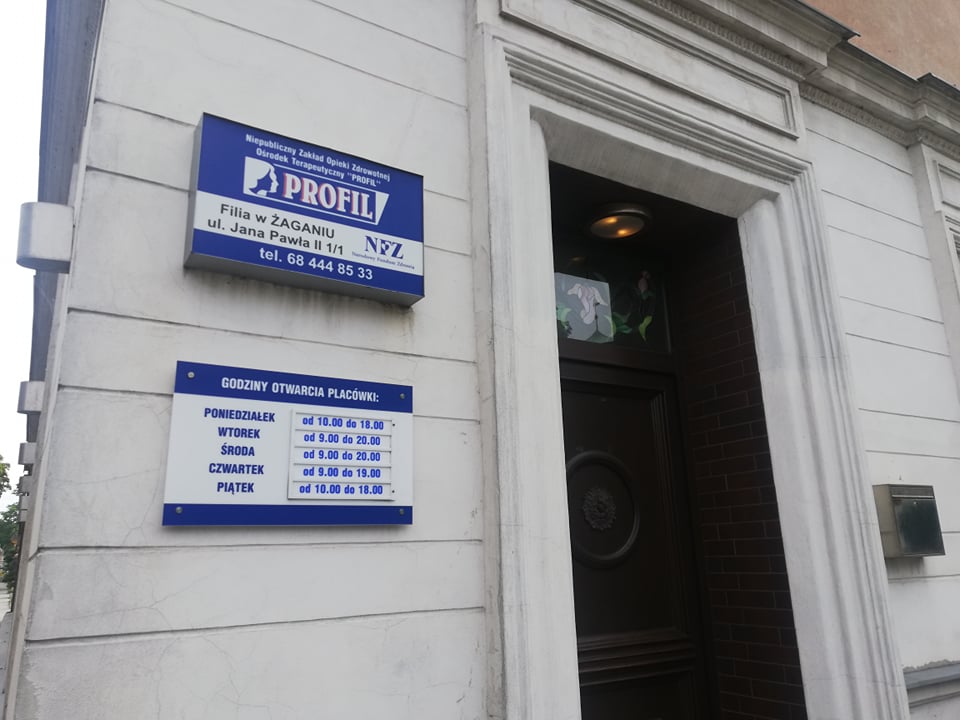 Niepubliczny Zakład Opieki Zdrowotnej
Ośrodek Terapeutyczny "PROFIL"
PROFIL
Filia w ŻAGANIU
ul. Jana Pawła II 1/1
NFZ
Narodowy Fundusz Zdrowia
tel. 68 444 85 33
GODZINY OTWARCIA PLACÓWKI:
PONIEDZIAŁEK od 10.00 do 18.00
WTOREK od 9.00 do 20.00
ŚRODA od 9.00 do 20.00
CZWARTEK od 9.00 do 19.00
PIĄTEK od 10.00 do 18.00